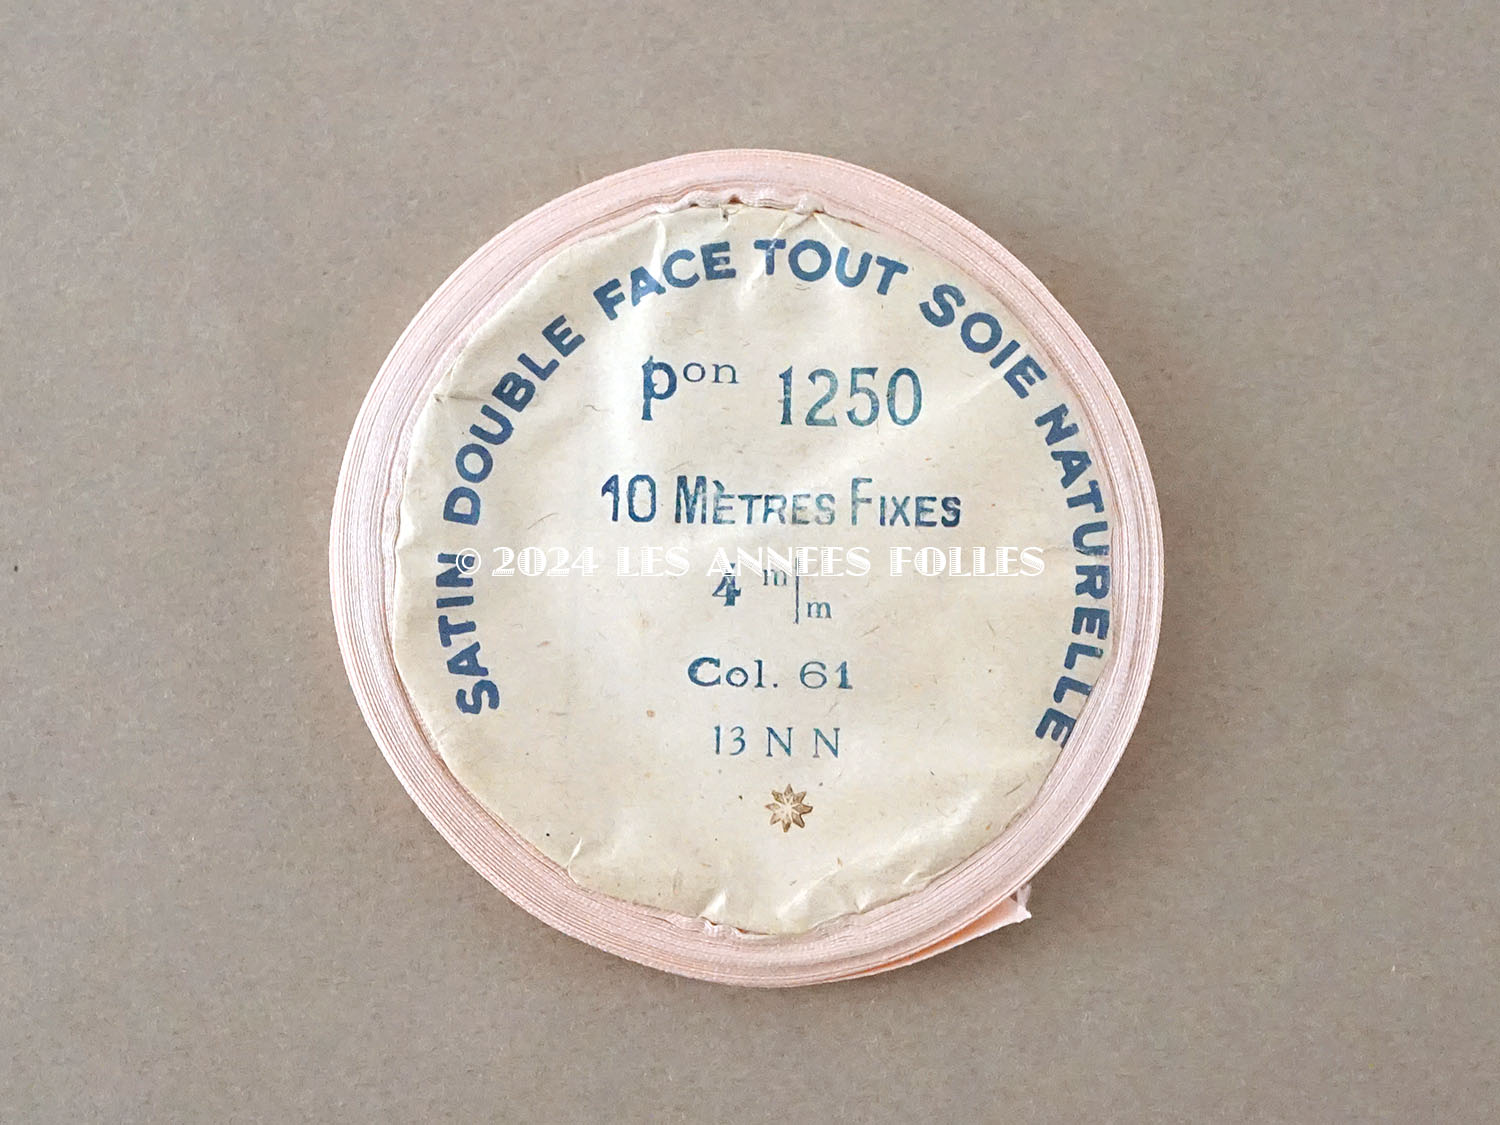 SATIN DOUBLE FACE TOUT SOIE NATURELLE
Pon 1250
10 MÈTRES FIXES
© 2024 LES ANNEES FOLLES
4 m/m
Col. 61
13 N N